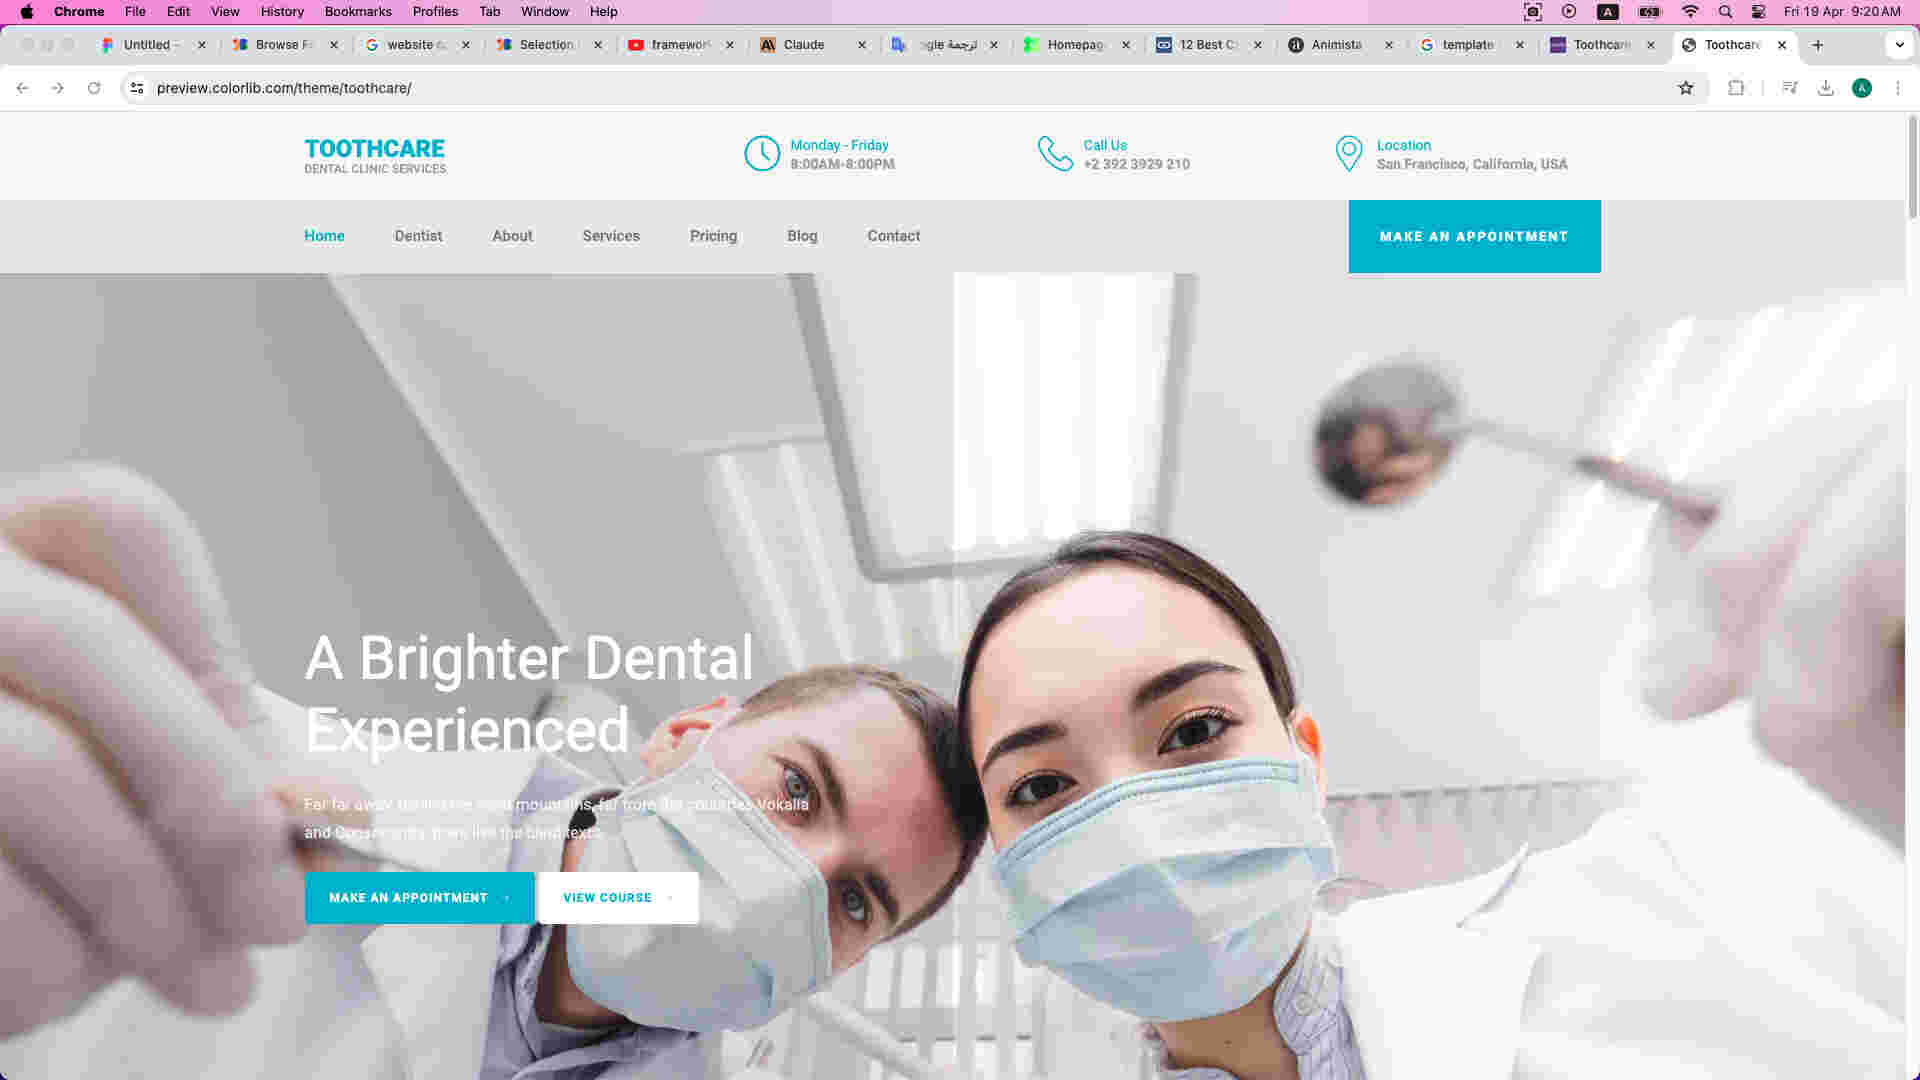 Chrome File Edit View History Bookmarks Profiles Tab Window Help A Fri 19 Apr 9:20 AM
Untitled - Browse F website Selection YouTube framewor Claude ogle ترجمة Homepag 12 Best C Animista template Toothcare Toothcare
preview.colorlib.com/theme/toothcare/ A
TOOTHCARE
DENTAL CLINIC SERVICES
Monday - Friday
8:00AM-8:00PM
Call Us
+2 392 3929 210
Location
San Francisco, California, USA
Home Dentist About Services Pricing Blog Contact MAKE AN APPOINTMENT
A Brighter Dental
Experienced
Far far away, behind the word mountains, far from the countries Vokalia
and Consonantia, there live the blind texts
MAKE AN APPOINTMENT VIEW COURSE